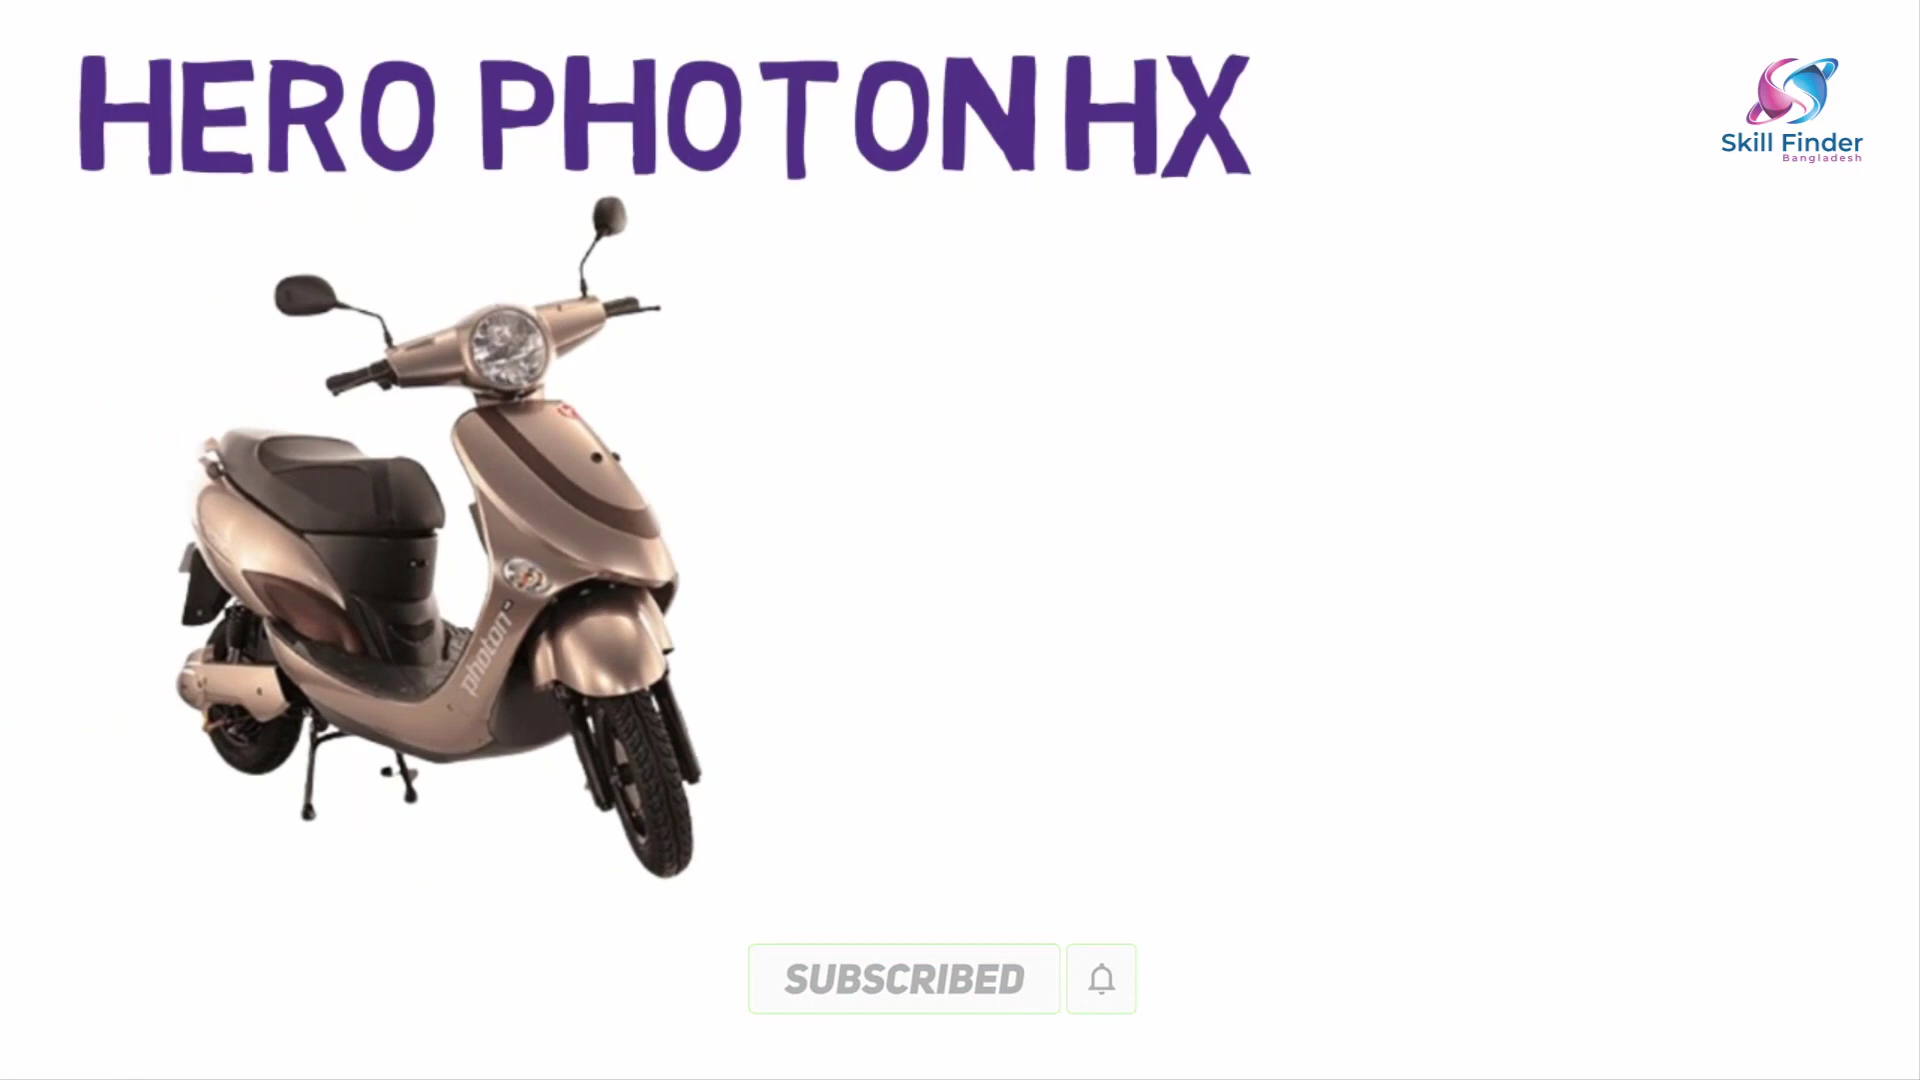 HERO PHOTON HX
Skill Finder
Bangladesh
photon
SUBSCRIBED